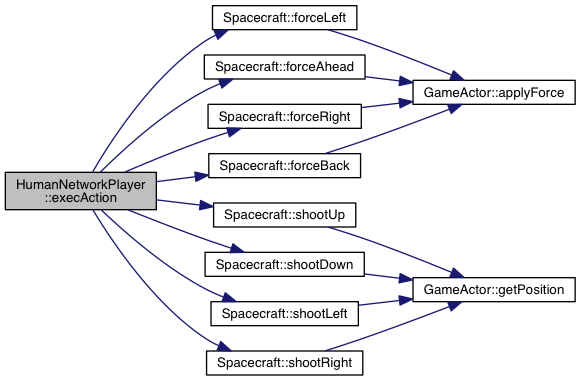 HumanNetworkPlayer
::execAction
Spacecraft::forceLeft
Spacecraft::forceAhead
Spacecraft::forceRight
Spacecraft::forceBack
Spacecraft::shootUp
Spacecraft::shootDown
Spacecraft::shootLeft
Spacecraft::shootRight
GameActor::applyForce
GameActor::getPosition